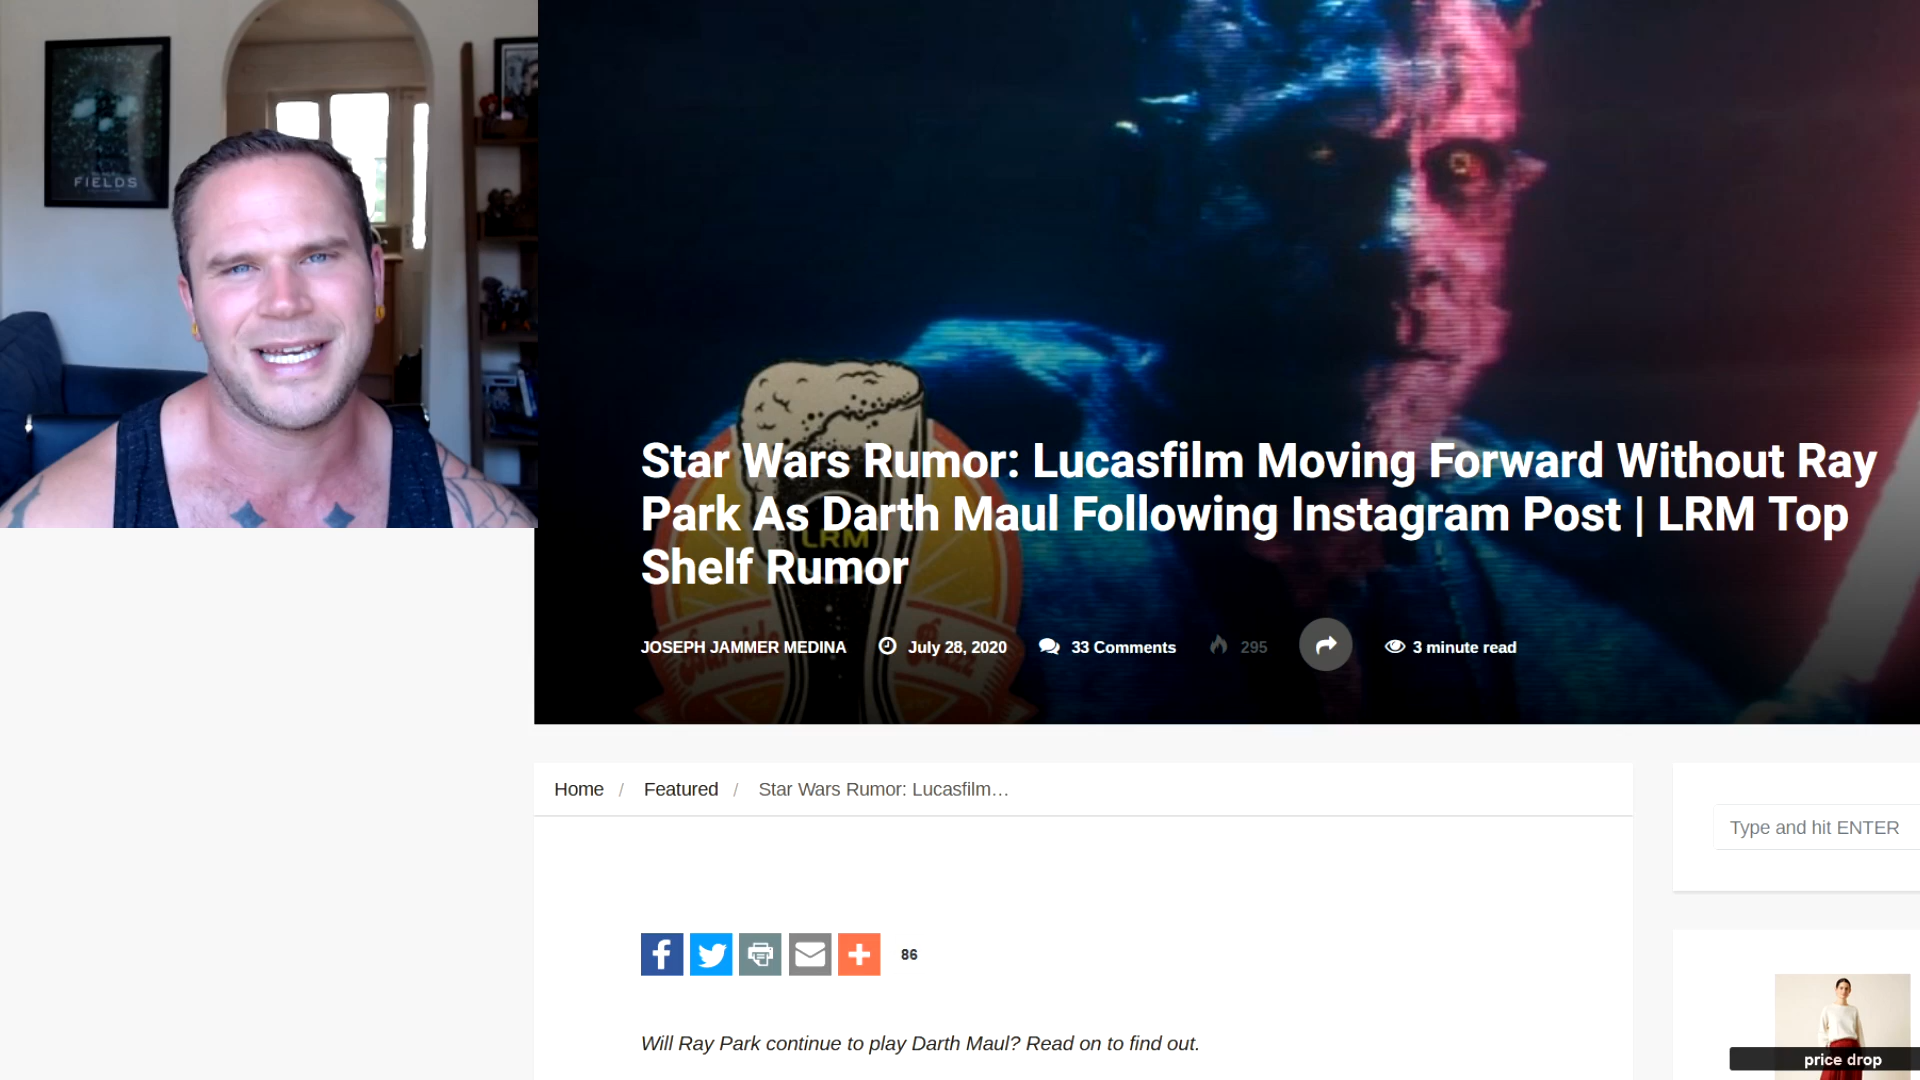 FIELDS
Star Wars Rumor: Lucasfilm Moving Forward Without Ray
Park As Darth Maul Following Instagram Post | LRM Top
Shelf Rumor
LRM
JOSEPH JAMMER MEDINA July 28, 2020 33 Comments 295 3 minute read
Home / Featured / Star Wars Rumor: Lucasfilm…
Type and hit ENTER
86
Will Ray Park continue to play Darth Maul? Read on to find out.
price drop